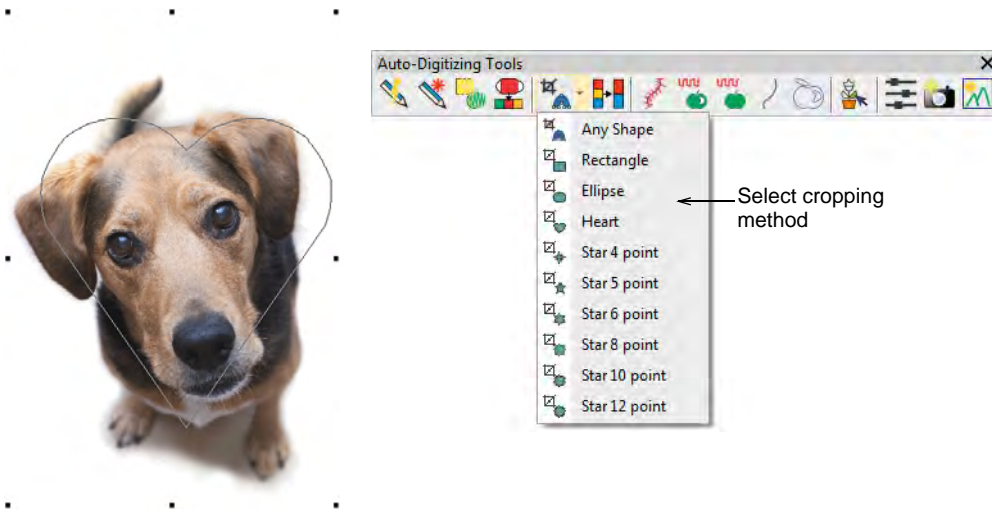 Auto-Digitizing Tools
Any Shape
Rectangle
Ellipse
Heart
Star 4 point
Star 5 point
Star 6 point
Star 8 point
Star 10 point
Star 12 point
Select cropping
method